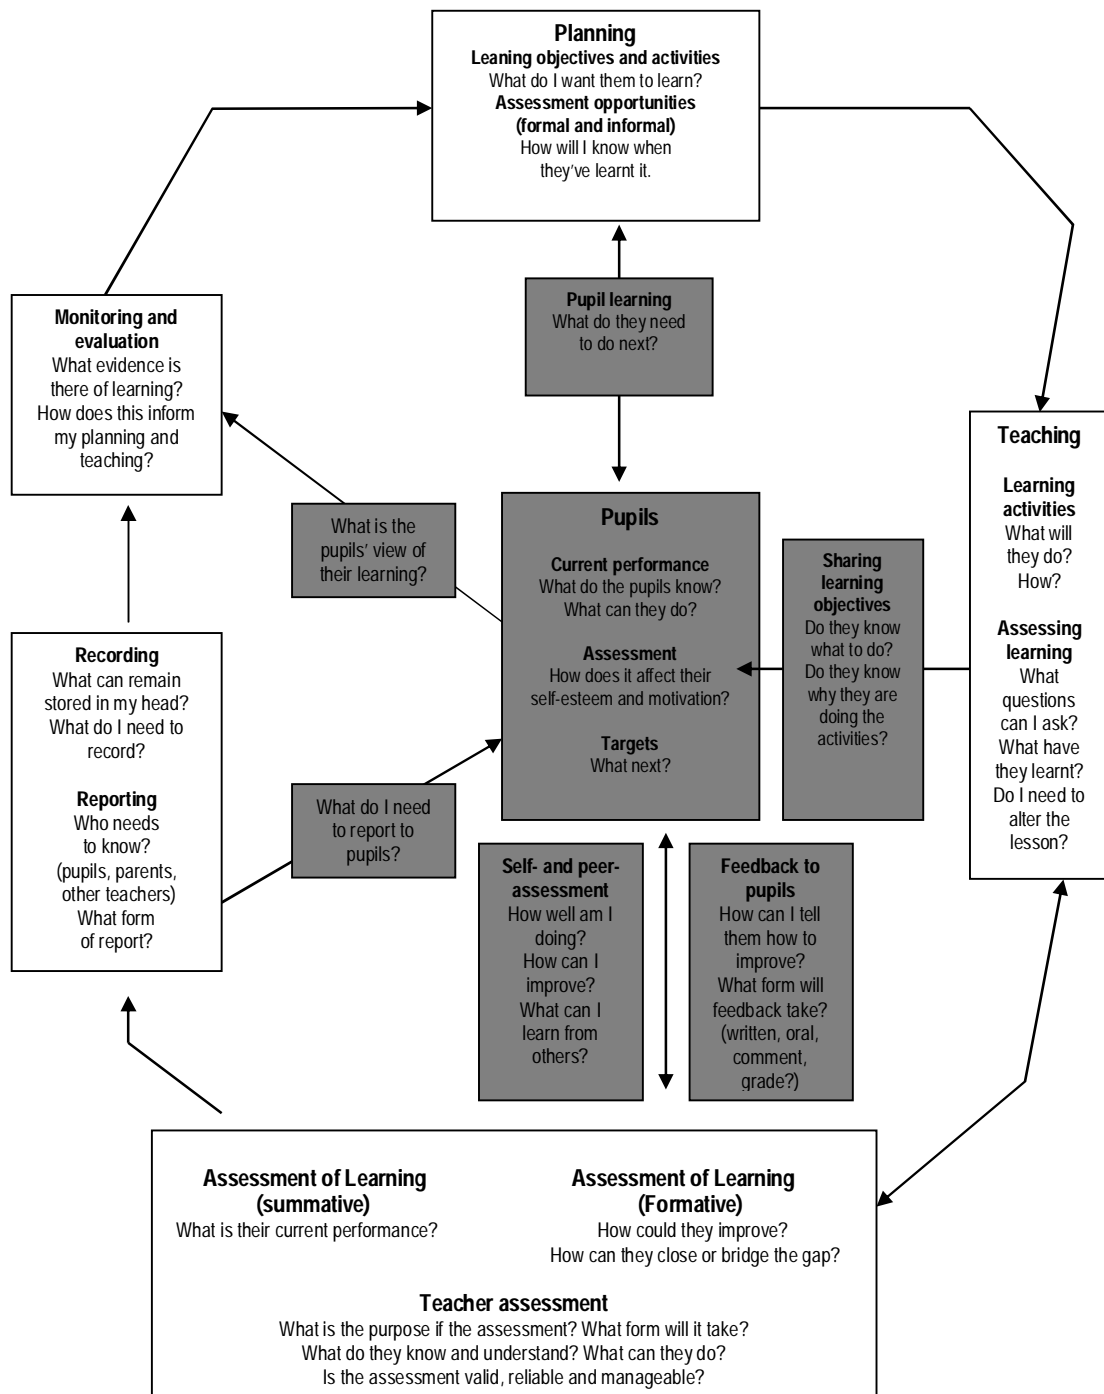 Planning
Leaning objectives and activities
What do I want them to learn?
Assessment opportunities
(formal and informal)
How will I know when
they've learnt it.
Pupil learning
What do they need
to do next?
Monitoring and
evaluation
What evidence is
there of learning?
How does this inform
my planning and
teaching?
Teaching
Learning
activities
What will
they do?
How?
Assessing
learning
What
questions
can I ask?
What have
they learnt?
Do I need to
alter the
lesson?
What is the
pupils' view of
their learning?
Pupils
Current performance
What do the pupils know?
What can they do?
Assessment
How does it affect their
self-esteem and motivation?
Targets
What next?
Sharing
learning
objectives
Do they know
what to do?
Do they know
why they are
doing the
activities?
Recording
What can remain
stored in my head?
What do I need to
record?
Reporting
Who needs
to know?
(pupils, parents,
other teachers)
What form
of report?
What do I need
to report to
pupils?
Self- and peer-
assessment
How well am I
doing?
How can I
improve?
What can I
learn from
others?
Feedback to
pupils
How can I tell
them how to
improve?
What form will
feedback take?
(written, oral,
comment,
grade?)
Assessment of Learning
(summative)
What is their current performance?
Assessment of Learning
(Formative)
How could they improve?
How can they close or bridge the gap?
Teacher assessment
What is the purpose if the assessment? What form will it take?
What do they know and understand? What can they do?
Is the assessment valid, reliable and manageable?